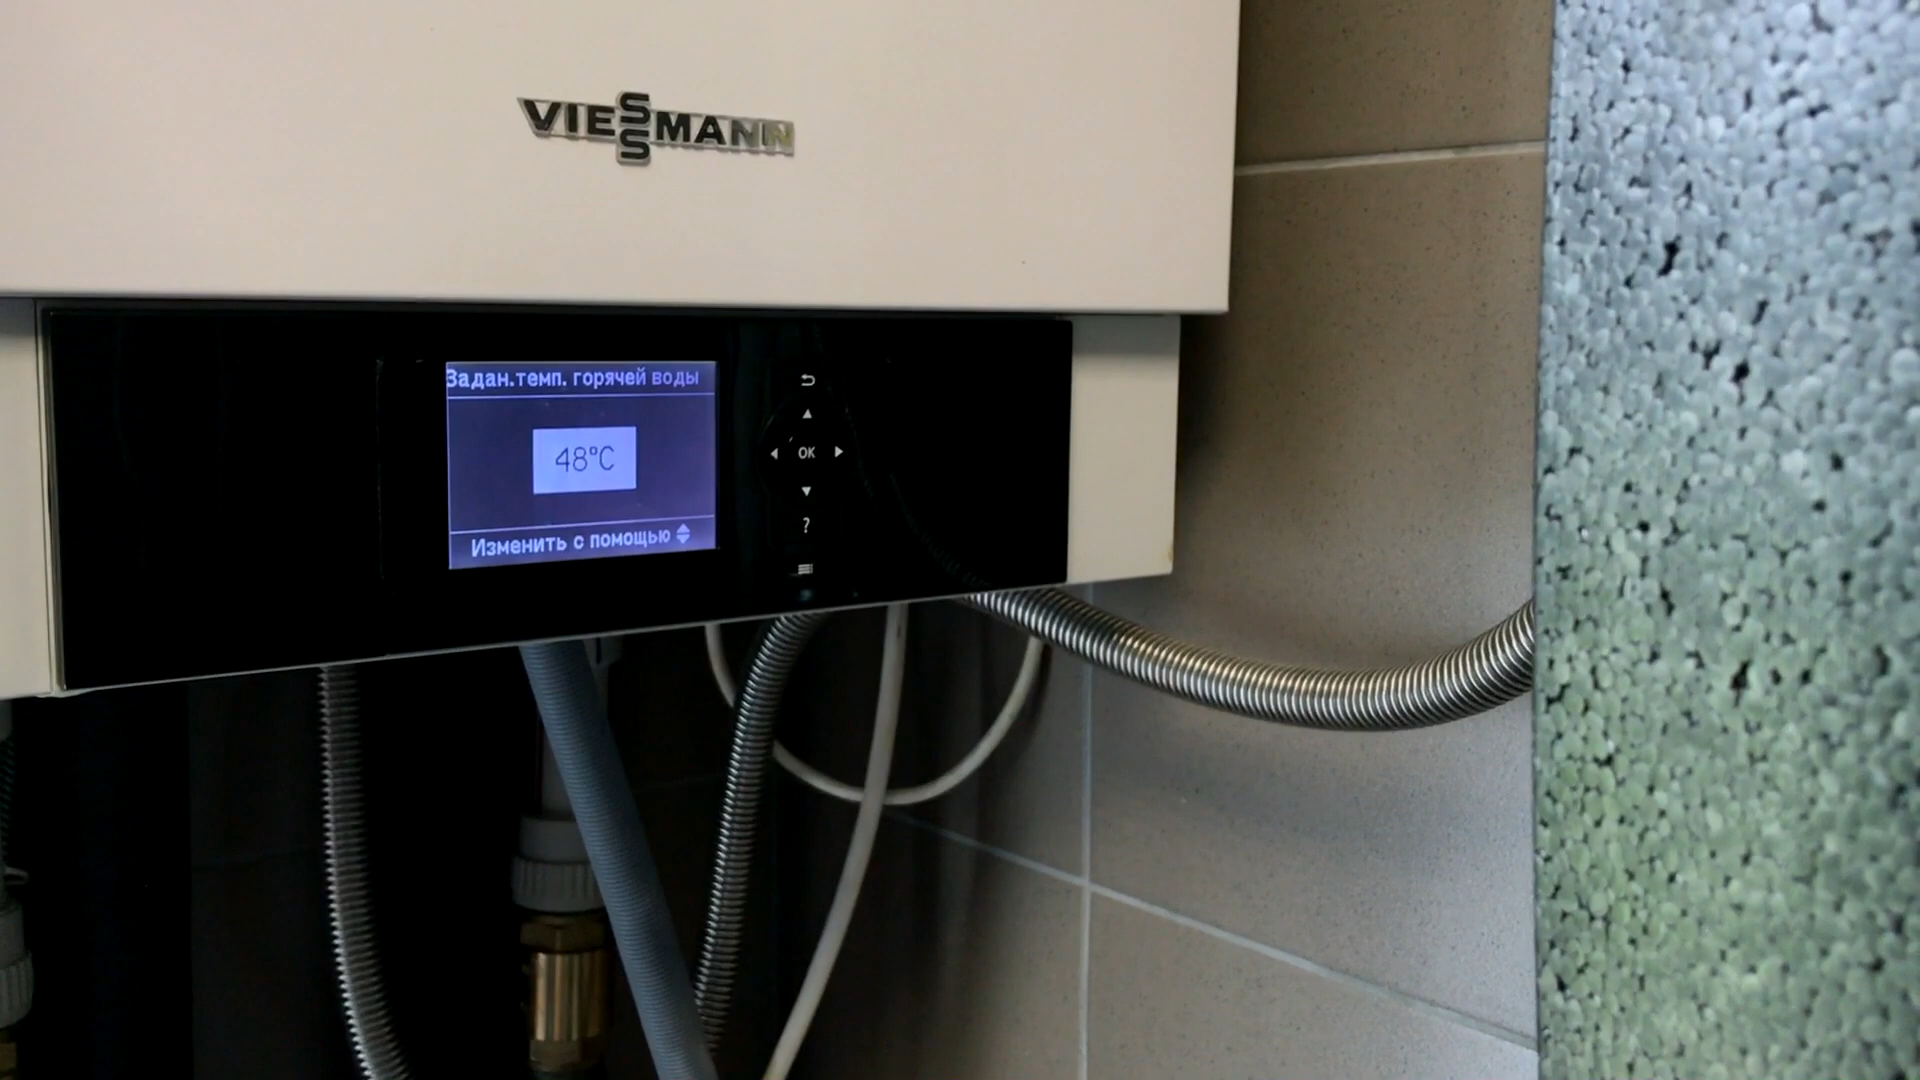 VIESSMANN
Задан.темп. горячей воды
48°C
Изменить с помощью
OK
?